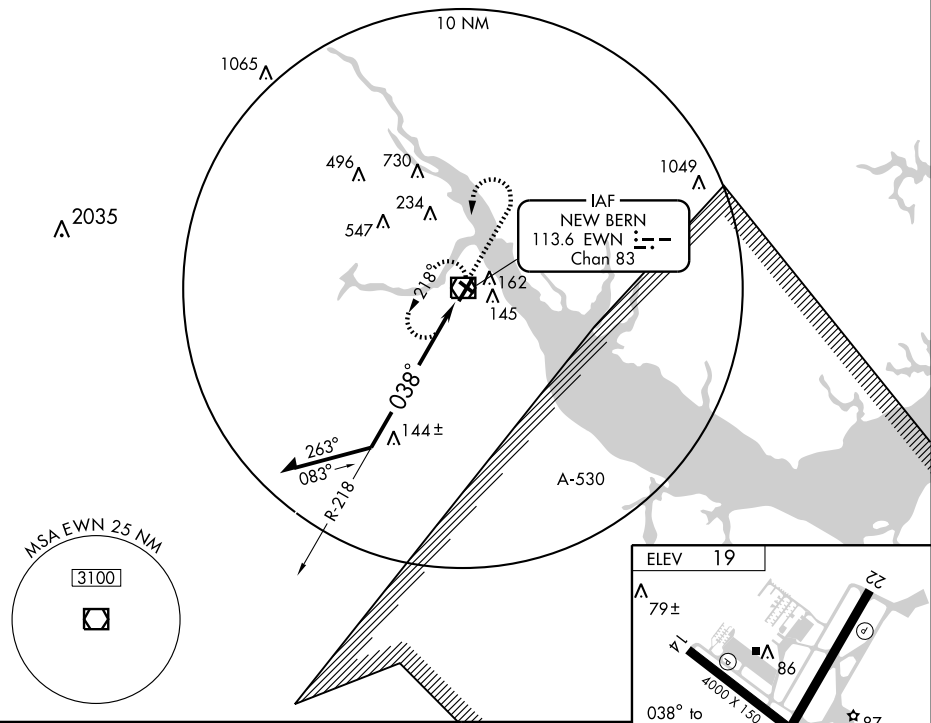 10 NM
1065
496
730
1049
2035
234
547
IAF
NEW BERN
113.6 EWN
Chan 83
218°
162
145
038°
144±
263°
083°
R-218
A-530
MSA EWN 25 NM
3100
ELEV 19
22
79±
P
14
P
86
4000 X 150
038° to